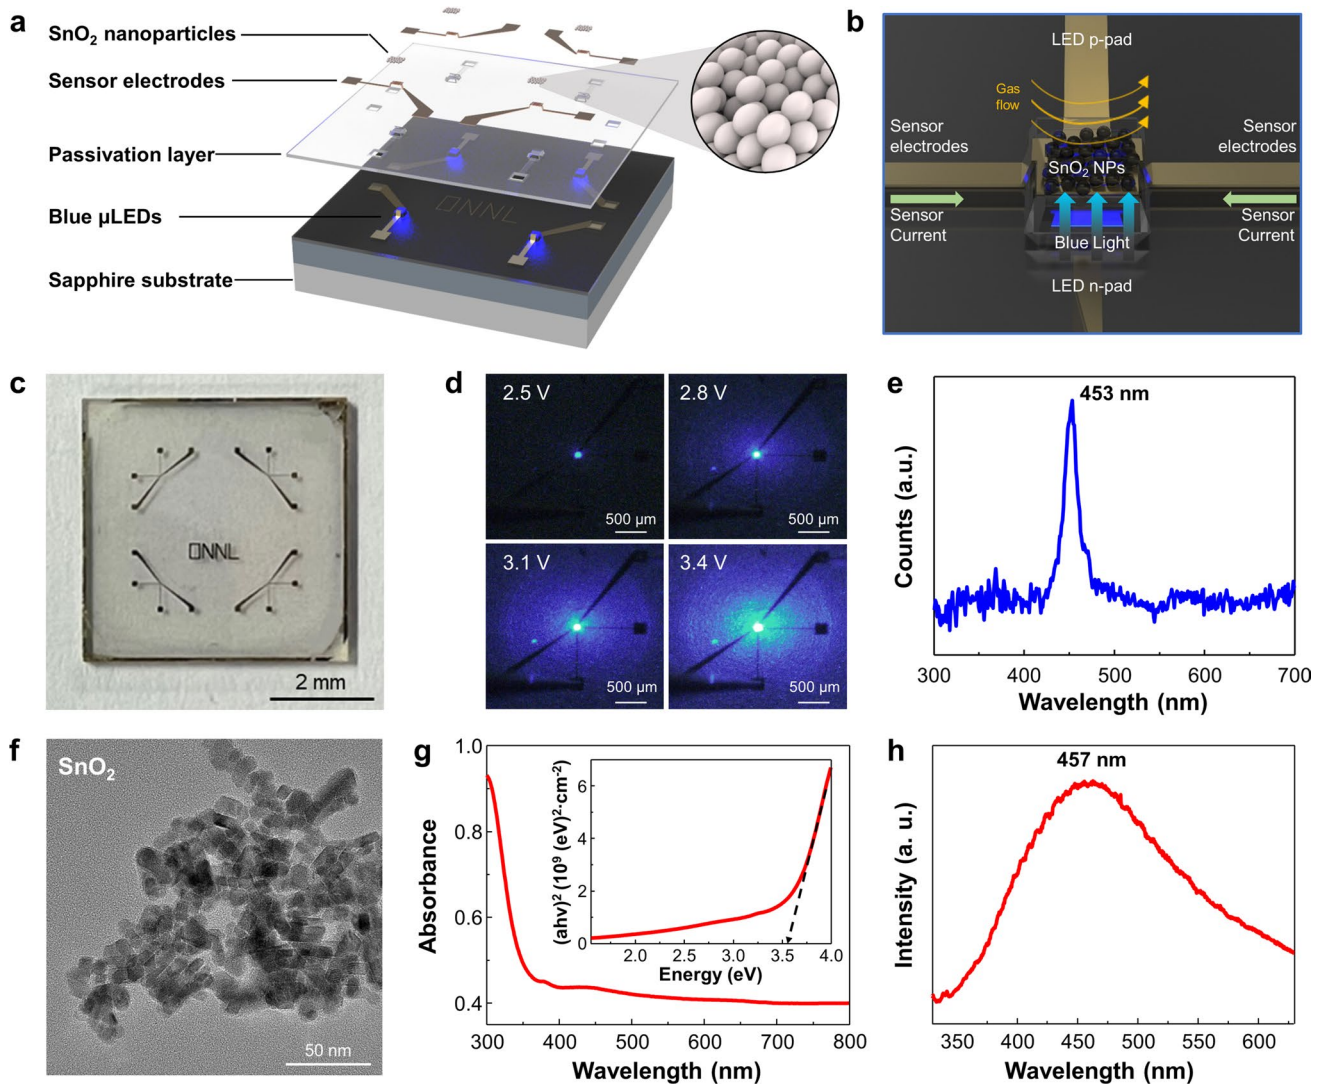 a
SnO₂ nanoparticles
Sensor electrodes
Passivation layer
Blue μLEDs
Sapphire substrate
NNL
b
LED p-pad
Gas
flow
Sensor
electrodes
Sensor
electrodes
SnO₂ NPs
Sensor
Current
Blue Light
Sensor
Current
LED n-pad
c
NNL
2 mm
d
2.5 V
500 μm
2.8 V
500 μm
3.1 V
500 μm
3.4 V
500 μm
e
453 nm
Counts (a.u.)
300 400 500 600 700
Wavelength (nm)
f
SnO₂
50 nm
g
1.0
0.8
0.6
0.4
Absorbance
300 400 500 600 700 800
Wavelength (nm)
(ahv)² (10⁹ (eV)²·cm⁻²)
6
4
2
0
2.0 2.5 3.0 3.5 4.0
Energy (eV)
h
457 nm
Intensity (a. u.)
350 400 450 500 550 600
Wavelength (nm)